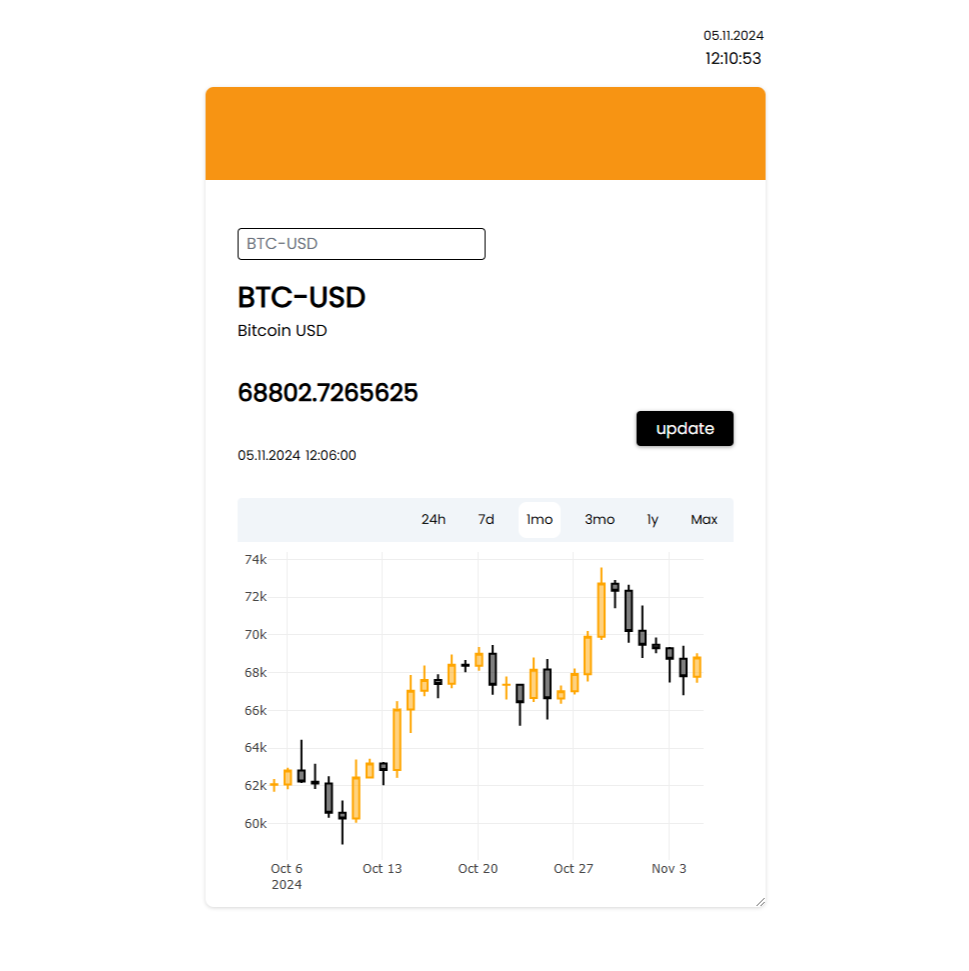 05.11.2024
12:10:53
BTC-USD
BTC-USD
Bitcoin USD
68802.7265625
update
05.11.2024 12:06:00
24h 7d 1mo 3mo 1y Max
74k
72k
70k
68k
66k
64k
62k
60k
Oct 6 Oct 13 Oct 20 Oct 27 Nov 3
2024